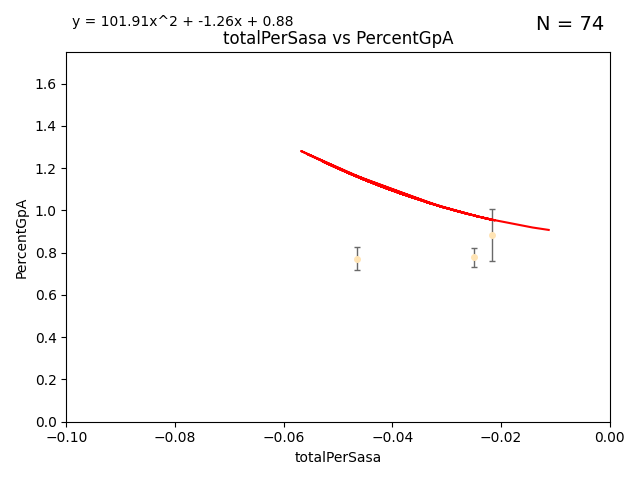 y = 101.91x^2 + -1.26x + 0.88
N = 74
totalPerSasa vs PercentGpA
1.6
1.4
1.2
1.0
0.8
0.6
0.4
0.2
0.0
PercentGpA
−0.10 −0.08 −0.06 −0.04 −0.02 0.00
totalPerSasa